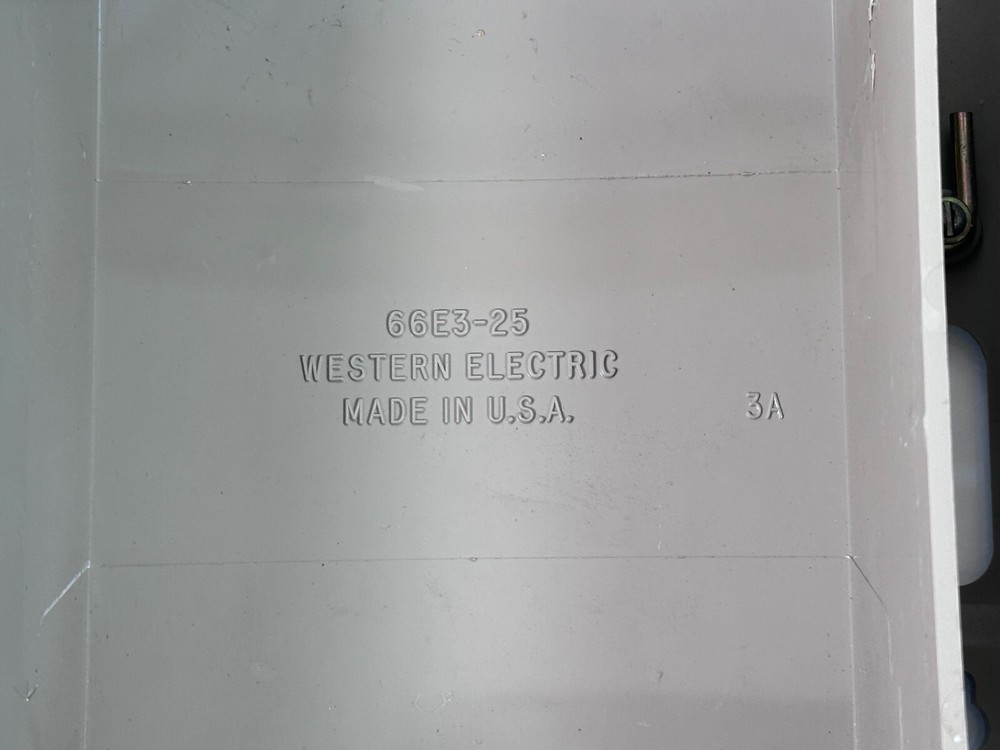 66E3-25
WESTERN ELECTRIC
MADE IN U.S.A.
3A